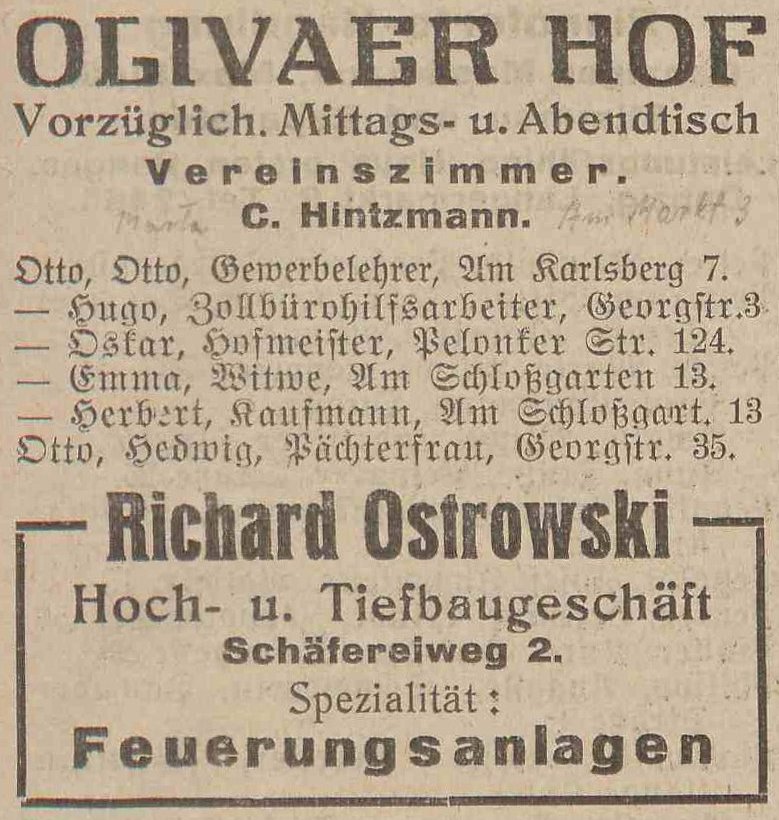 OLIVAER HOF
Vorzüglich. Mittags- u. Abendtisch
Vereinszimmer.
C. Hintzmann. Am Markt 3
Otto, Otto, Gewerbelehrer, Am Karlsberg 7.
— Hugo, Zollbürohilfsarbeiter, Georgstr.3
— Oskar, Hofmeister, Pelonker Str. 124.
— Emma, Witwe, Am Schloßgarten 13.
— Herbert, Kaufmann, Am Schloßgart. 13
Otto, Hedwig, Pächterfrau, Georgstr. 35.
Richard Ostrowski
Hoch- u. Tiefbaugeschäft
Schäfereiweg 2.
Spezialität:
Feuerungsanlagen